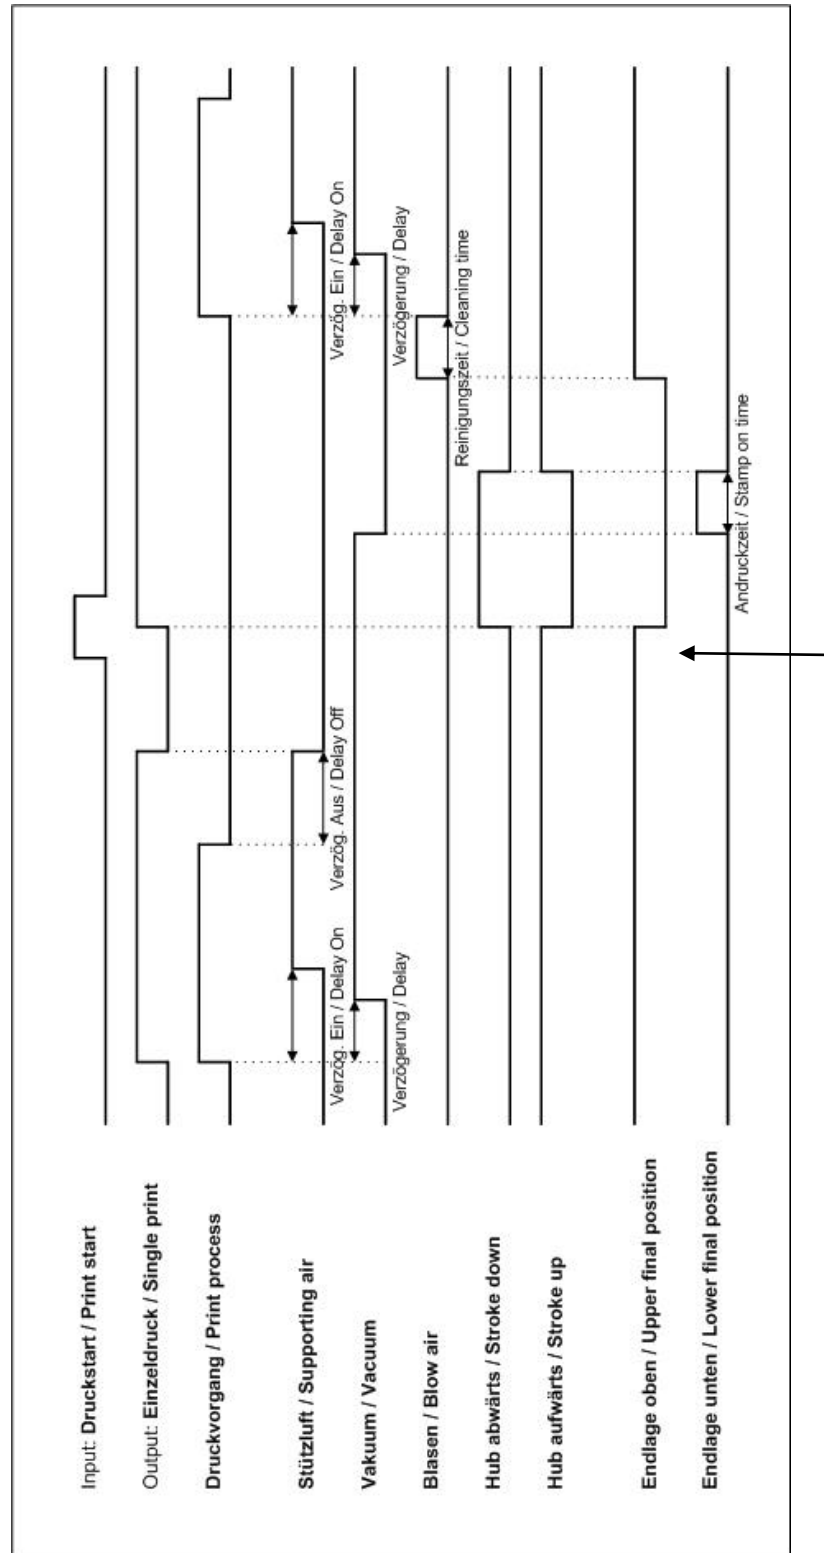 Input: Druckstart / Print start
Output: Einzeldruck / Single print
Druckvorgang / Print process
Stützluft / Supporting air
Verzög. Ein / Delay On
Verzög. Aus / Delay Off
Verzög. Ein / Delay On
Vakuum / Vacuum
Verzögerung / Delay
Verzögerung / Delay
Blasen / Blow air
Reinigungszeit / Cleaning time
Hub abwärts / Stroke down
Hub aufwärts / Stroke up
Endlage oben / Upper final position
Endlage unten / Lower final position
Andruckzeit / Stamp on time